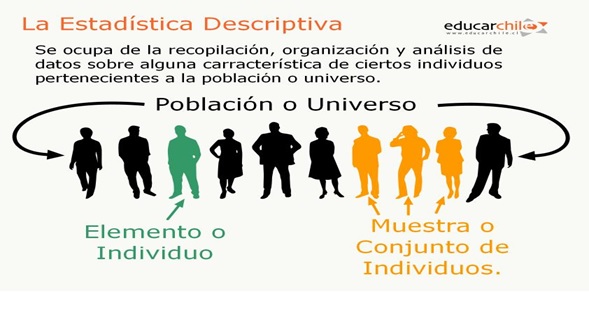 La Estadística Descriptiva
educarchile
www.educarchile.cl
Se ocupa de la recopilación, organización y análisis de
datos sobre alguna carracterística de ciertos individuos
pertenecientes a la población o universo.
Población o Universo
Elemento o
Individuo
Muestra o
Conjunto de
Individuos.